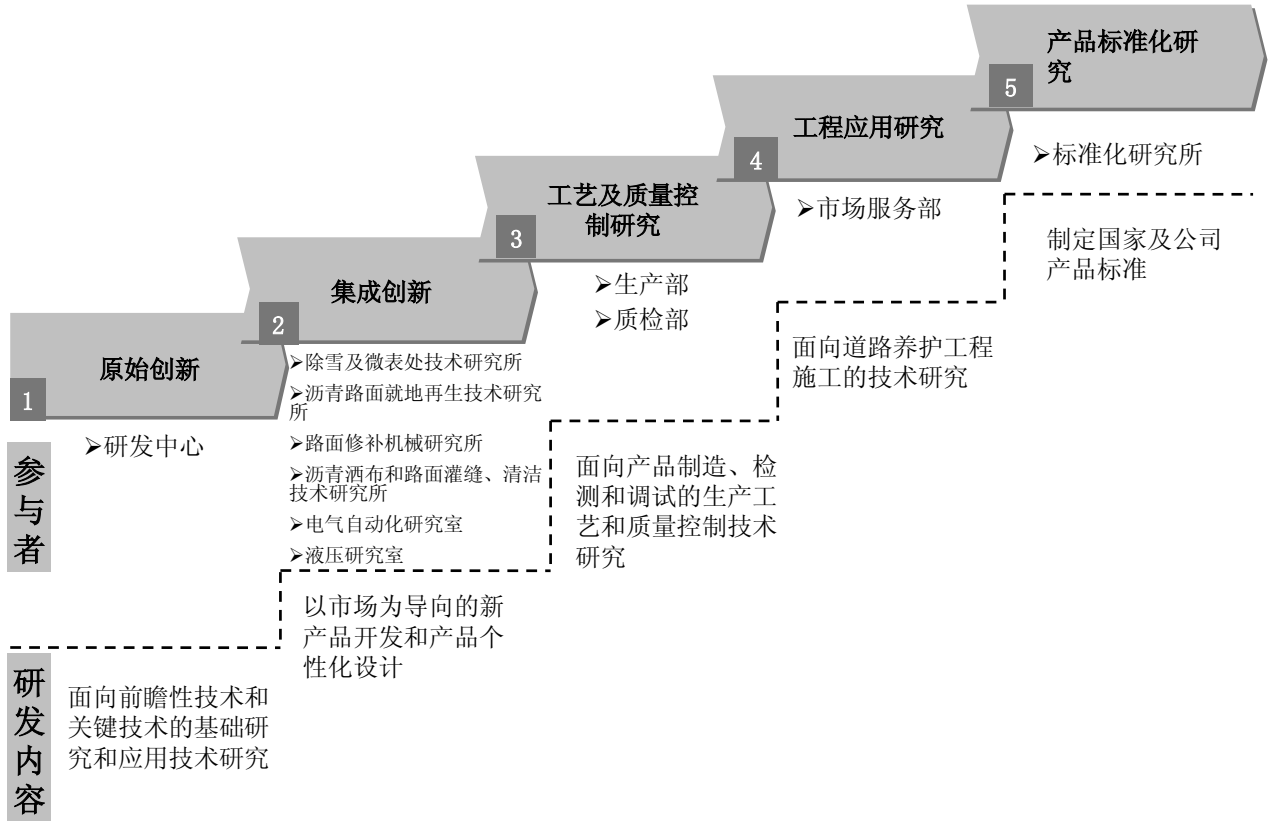 产品标准化研
究
5
工程应用研究
4
➢标准化研究所
工艺及质量控
制研究
3
➢市场服务部
制定国家及公司
产品标准
集成创新
2
➢生产部
➢质检部
面向道路养护工程
施工的技术研究
原始创新
1
➢除雪及微表处技术研究所
➢沥青路面就地再生技术研究
所
➢路面修补机械研究所
➢沥青洒布和路面灌缝、清洁
技术研究所
➢电气自动化研究室
➢液压研究室
➢研发中心
参与者
面向产品制造、检
测和调试的生产工
艺和质量控制技术
研究
以市场为导向的新
产品开发和产品个
性化设计
研发内容
面向前瞻性技术和
关键技术的基础研
究和应用技术研究